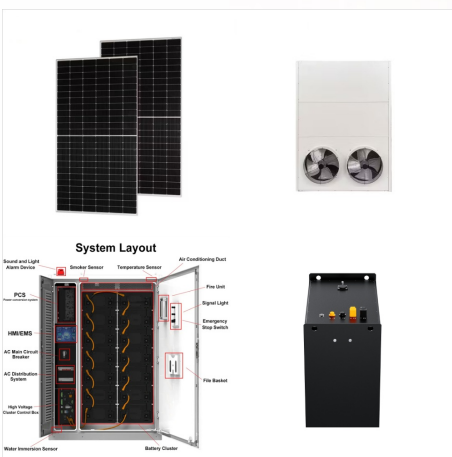 System Layout
Sound and Light
Alarm Device
Smoker Sensor
Temperature Sensor
Air Conditioning Duct
Fire Unit
Signal Light
Emergency
Stop Switch
File Basket
PCS
Power conversion system
HMI/EMS
AC Main Circuit
Breaker
AC Distribution
System
High Voltage
Cluster Control Box
Water Immersion Sensor
Battery Cluster